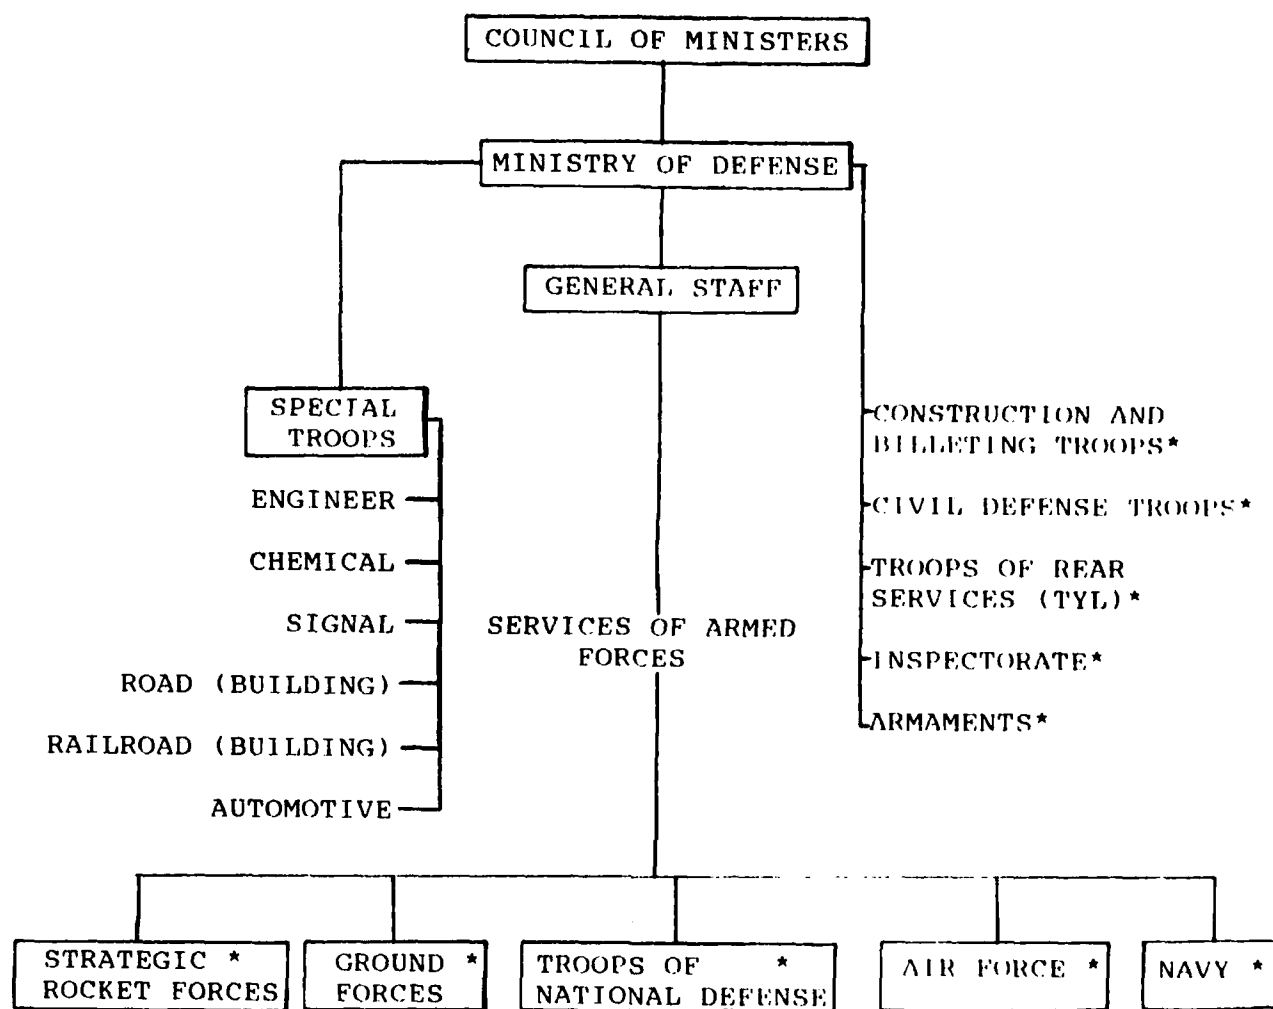 COUNCIL OF MINISTERS
MINISTRY OF DEFENSE
GENERAL STAFF
SPECIAL
TROOPS
ENGINEER
CHEMICAL
SIGNAL
ROAD (BUILDING)
RAILROAD (BUILDING)
AUTOMOTIVE
CONSTRUCTION AND
BILLETING TROOPS*
CIVIL DEFENSE TROOPS*
TROOPS OF REAR
SERVICES (TYL)*
INSPECTORATE*
ARMAMENTS*
SERVICES OF ARMED
FORCES
STRATEGIC *
ROCKET FORCES
GROUND *
FORCES
TROOPS OF *
NATIONAL DEFENSE
AIR FORCE *
NAVY *